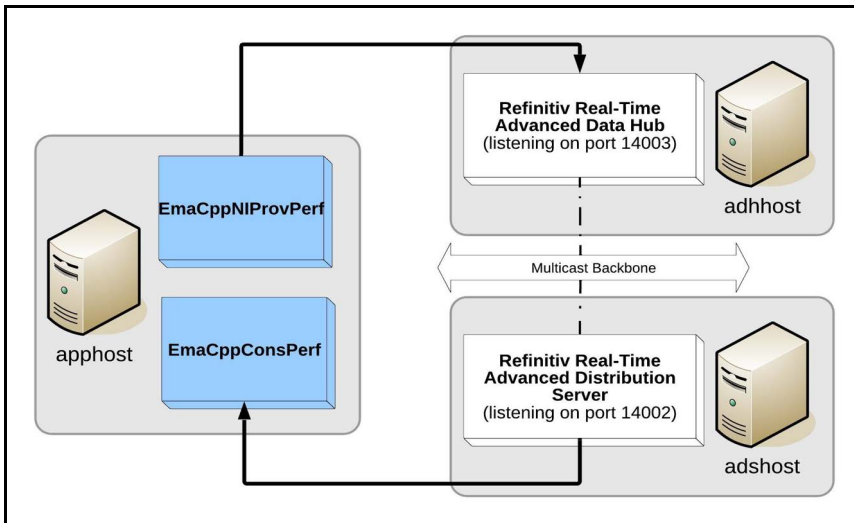 EmaCppNIProvPerf
EmaCppConsPerf
apphost
Refinitiv Real-Time
Advanced Data Hub
(listening on port 14003)
adhhost
Multicast Backbone
Refinitiv Real-Time
Advanced Distribution
Server
(listening on port 14002)
adshost